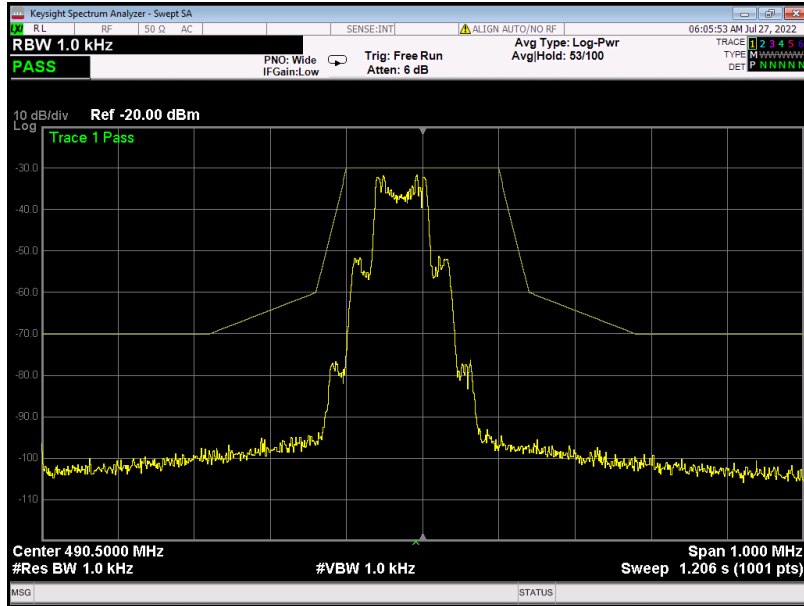 Keysight Spectrum Analyzer - Swept SA
LXI RL RF 50 Ω AC SENSE:INT ALIGN AUTO/NO RF 06:05:53 AM Jul 27, 2022
RBW 1.0 kHz
PASS
PNO: Wide
IFGain:Low
Trig: Free Run
Atten: 6 dB
Avg Type: Log-Pwr
Avg|Hold: 53/100
TRACE 1 2 3 4 5 6
TYPE M W W W W W
DET P N N N N N
10 dB/div Ref -20.00 dBm
Log
Trace 1 Pass
-30.0
-40.0
-50.0
-60.0
-70.0
-80.0
-90.0
-100
-110
Center 490.5000 MHz Span 1.000 MHz
#Res BW 1.0 kHz #VBW 1.0 kHz Sweep 1.206 s (1001 pts)
MSG STATUS